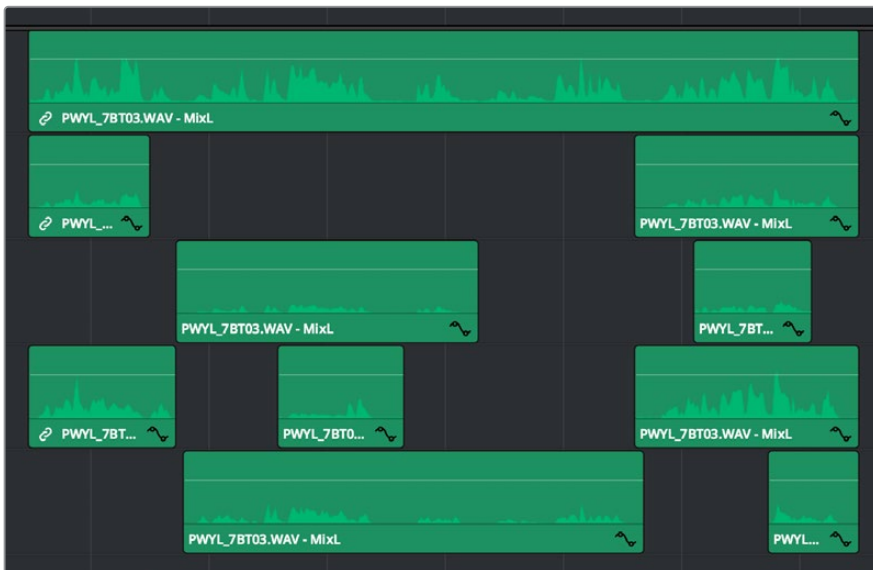 PWYL_7BT03.WAV - MixL
PWYL_...
PWYL_7BT03.WAV - MixL
PWYL_7BT03.WAV - MixL
PWYL_7BT...
PWYL_7BT...
PWYL_7BT0...
PWYL_7BT03.WAV - MixL
PWYL_7BT03.WAV - MixL
PWYL...